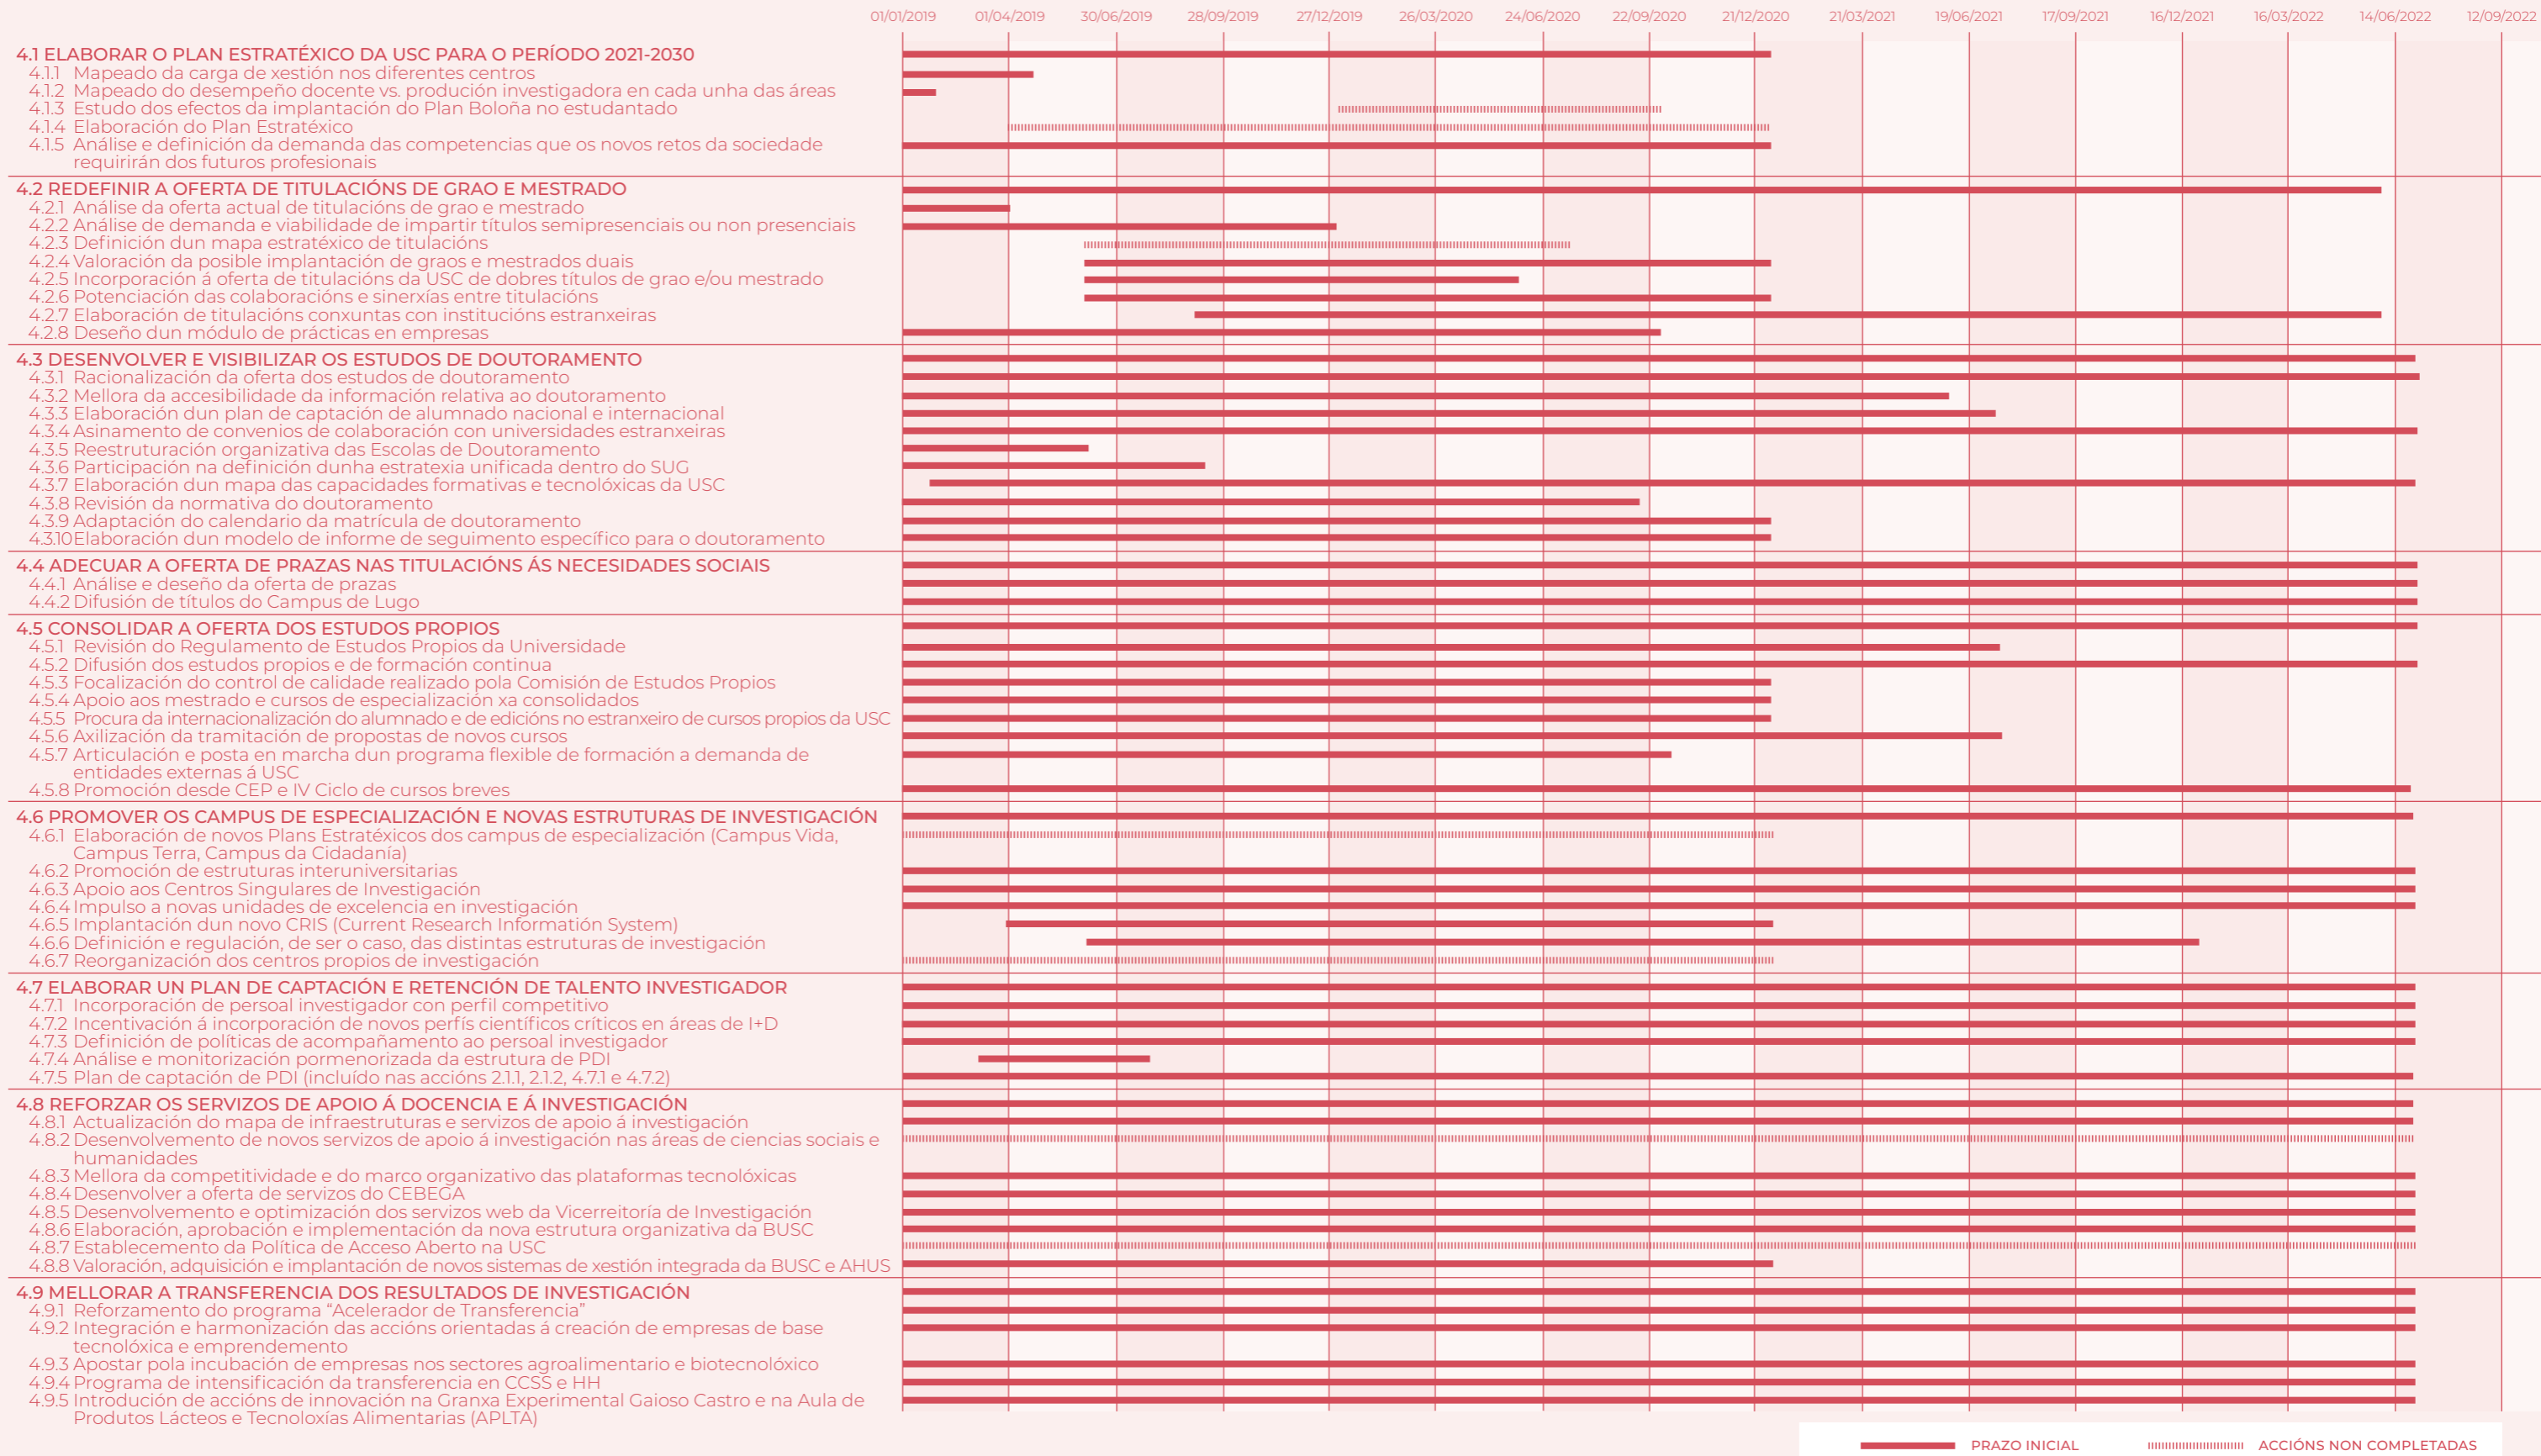 01/01/2019 01/04/2019 30/06/2019 28/09/2019 27/12/2019 26/03/2020 24/06/2020 22/09/2020 21/12/2020 21/03/2021 19/06/2021 17/09/2021 16/12/2021 16/03/2022 14/06/2022 12/09/2022
4.1 ELABORAR O PLAN ESTRATÉXICO DA USC PARA O PERÍODO 2021-2030
4.1.1 Mapeado da carga de xestión nos diferentes centros
4.1.2 Mapeado do desempeño docente vs. produción investigadora en cada unha das áreas
4.1.3 Estudo dos efectos da implantación do Plan Boloña no estudantado
4.1.4 Elaboración do Plan Estratéxico
4.1.5 Análise e definición da demanda das competencias que os novos retos da sociedade
requirirán dos futuros profesionais
4.2 REDEFINIR A OFERTA DE TITULACIÓNS DE GRAO E MESTRADO
4.2.1 Análise da oferta actual de titulacións de grao e mestrado
4.2.2 Análise de demanda e viabilidade de impartir títulos semipresenciais ou non presenciais
4.2.3 Definición dun mapa estratéxico de titulacións
4.2.4 Valoración da posible implantación de graos e mestrados duais
4.2.5 Incorporación á oferta de titulacións da USC de dobres títulos de grao e/ou mestrado
4.2.6 Potenciación das colaboracións e sinerxías entre titulacións
4.2.7 Elaboración de titulacións conxuntas con institucións estranxeiras
4.2.8 Deseño dun módulo de prácticas en empresas
4.3 DESENVOLVER E VISIBILIZAR OS ESTUDOS DE DOUTORAMENTO
4.3.1 Racionalización da oferta dos estudos de doutoramento
4.3.2 Mellora da accesibilidade da información relativa ao doutoramento
4.3.3 Elaboración dun plan de captación de alumnado nacional e internacional
4.3.4 Asinamento de convenios de colaboración con universidades estranxeiras
4.3.5 Reestruturación organizativa das Escolas de Doutoramento
4.3.6 Participación na definición dunha estratexia unificada dentro do SUG
4.3.7 Elaboración dun mapa das capacidades formativas e tecnolóxicas da USC
4.3.8 Revisión da normativa do doutoramento
4.3.9 Adaptación do calendario da matrícula de doutoramento
4.3.10 Elaboración dun modelo de informe de seguimento específico para o doutoramento
4.4 ADECUAR A OFERTA DE PRAZAS NAS TITULACIÓNS ÁS NECESIDADES SOCIAIS
4.4.1 Análise e deseño da oferta de prazas
4.4.2 Difusión de títulos do Campus de Lugo
4.5 CONSOLIDAR A OFERTA DOS ESTUDOS PROPIOS
4.5.1 Revisión do Regulamento de Estudos Propios da Universidade
4.5.2 Difusión dos estudos propios e de formación continua
4.5.3 Focalización do control de calidade realizado pola Comisión de Estudos Propios
4.5.4 Apoio aos mestrado e cursos de especialización xa consolidados
4.5.5 Procura da internacionalización do alumnado e de edicións no estranxeiro de cursos propios da USC
4.5.6 Axilización da tramitación de propostas de novos cursos
4.5.7 Articulación e posta en marcha dun programa flexible de formación a demanda de
entidades externas á USC
4.5.8 Promoción desde CEP e IV Ciclo de cursos breves
4.6 PROMOVER OS CAMPUS DE ESPECIALIZACIÓN E NOVAS ESTRUTURAS DE INVESTIGACIÓN
4.6.1 Elaboración de novos Plans Estratéxicos dos campus de especialización (Campus Vida,
Campus Terra, Campus da Cidadanía)
4.6.2 Promoción de estruturas interuniversitarias
4.6.3 Apoio aos Centros Singulares de Investigación
4.6.4 Impulso a novas unidades de excelencia en investigación
4.6.5 Implantación dun novo CRIS (Current Research Informatión System)
4.6.6 Definición e regulación, de ser o caso, das distintas estruturas de investigación
4.6.7 Reorganización dos centros propios de investigación
4.7 ELABORAR UN PLAN DE CAPTACIÓN E RETENCIÓN DE TALENTO INVESTIGADOR
4.7.1 Incorporación de persoal investigador con perfil competitivo
4.7.2 Incentivación á incorporación de novos perfís científicos críticos en áreas de I+D
4.7.3 Definición de políticas de acompañamento ao persoal investigador
4.7.4 Análise e monitorización pormenorizada da estrutura de PDI
4.7.5 Plan de captación de PDI (incluído nas accións 2.1.1, 2.1.2, 4.7.1 e 4.7.2)
4.8 REFORZAR OS SERVIZOS DE APOIO Á DOCENCIA E Á INVESTIGACIÓN
4.8.1 Actualización do mapa de infraestruturas e servizos de apoio á investigación
4.8.2 Desenvolvemento de novos servizos de apoio á investigación nas áreas de ciencias sociais e
humanidades
4.8.3 Mellora da competitividade e do marco organizativo das plataformas tecnolóxicas
4.8.4 Desenvolver a oferta de servizos do CEBEGA
4.8.5 Desenvolvemento e optimización dos servizos web da Vicerreitoría de Investigación
4.8.6 Elaboración, aprobación e implementación da nova estrutura organizativa da BUSC
4.8.7 Establecemento da Política de Acceso Aberto na USC
4.8.8 Valoración, adquisición e implantación de novos sistemas de xestión integrada da BUSC e AHUS
4.9 MELLORAR A TRANSFERENCIA DOS RESULTADOS DE INVESTIGACIÓN
4.9.1 Reforzamento do programa “Acelerador de Transferencia”
4.9.2 Integración e harmonización das accións orientadas á creación de empresas de base
tecnolóxica e emprendemento
4.9.3 Apostar pola incubación de empresas nos sectores agroalimentario e biotecnolóxico
4.9.4 Programa de intensificación da transferencia en CCSS e HH
4.9.5 Introdución de accións de innovación na Granxa Experimental Gaioso Castro e na Aula de
Produtos Lácteos e Tecnoloxías Alimentarias (APLTA)
PRAZO INICIAL ACCIÓNS NON COMPLETADAS